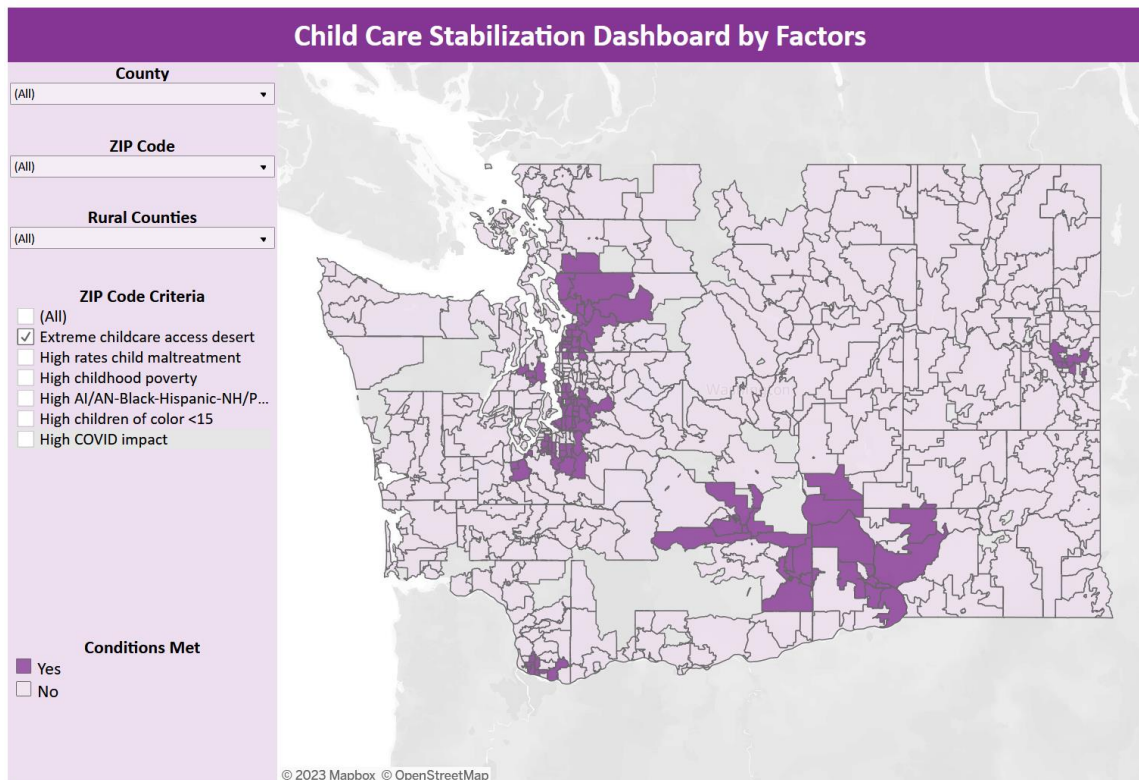 Child Care Stabilization Dashboard by Factors
County
(All)
ZIP Code
(All)
Rural Counties
(All)
ZIP Code Criteria
(All)
Extreme childcare access desert
High rates child maltreatment
High childhood poverty
High AI/AN-Black-Hispanic-NH/P...
High children of color <15
High COVID impact
Conditions Met
Yes
No
© 2023 Mapbox © OpenStreetMap